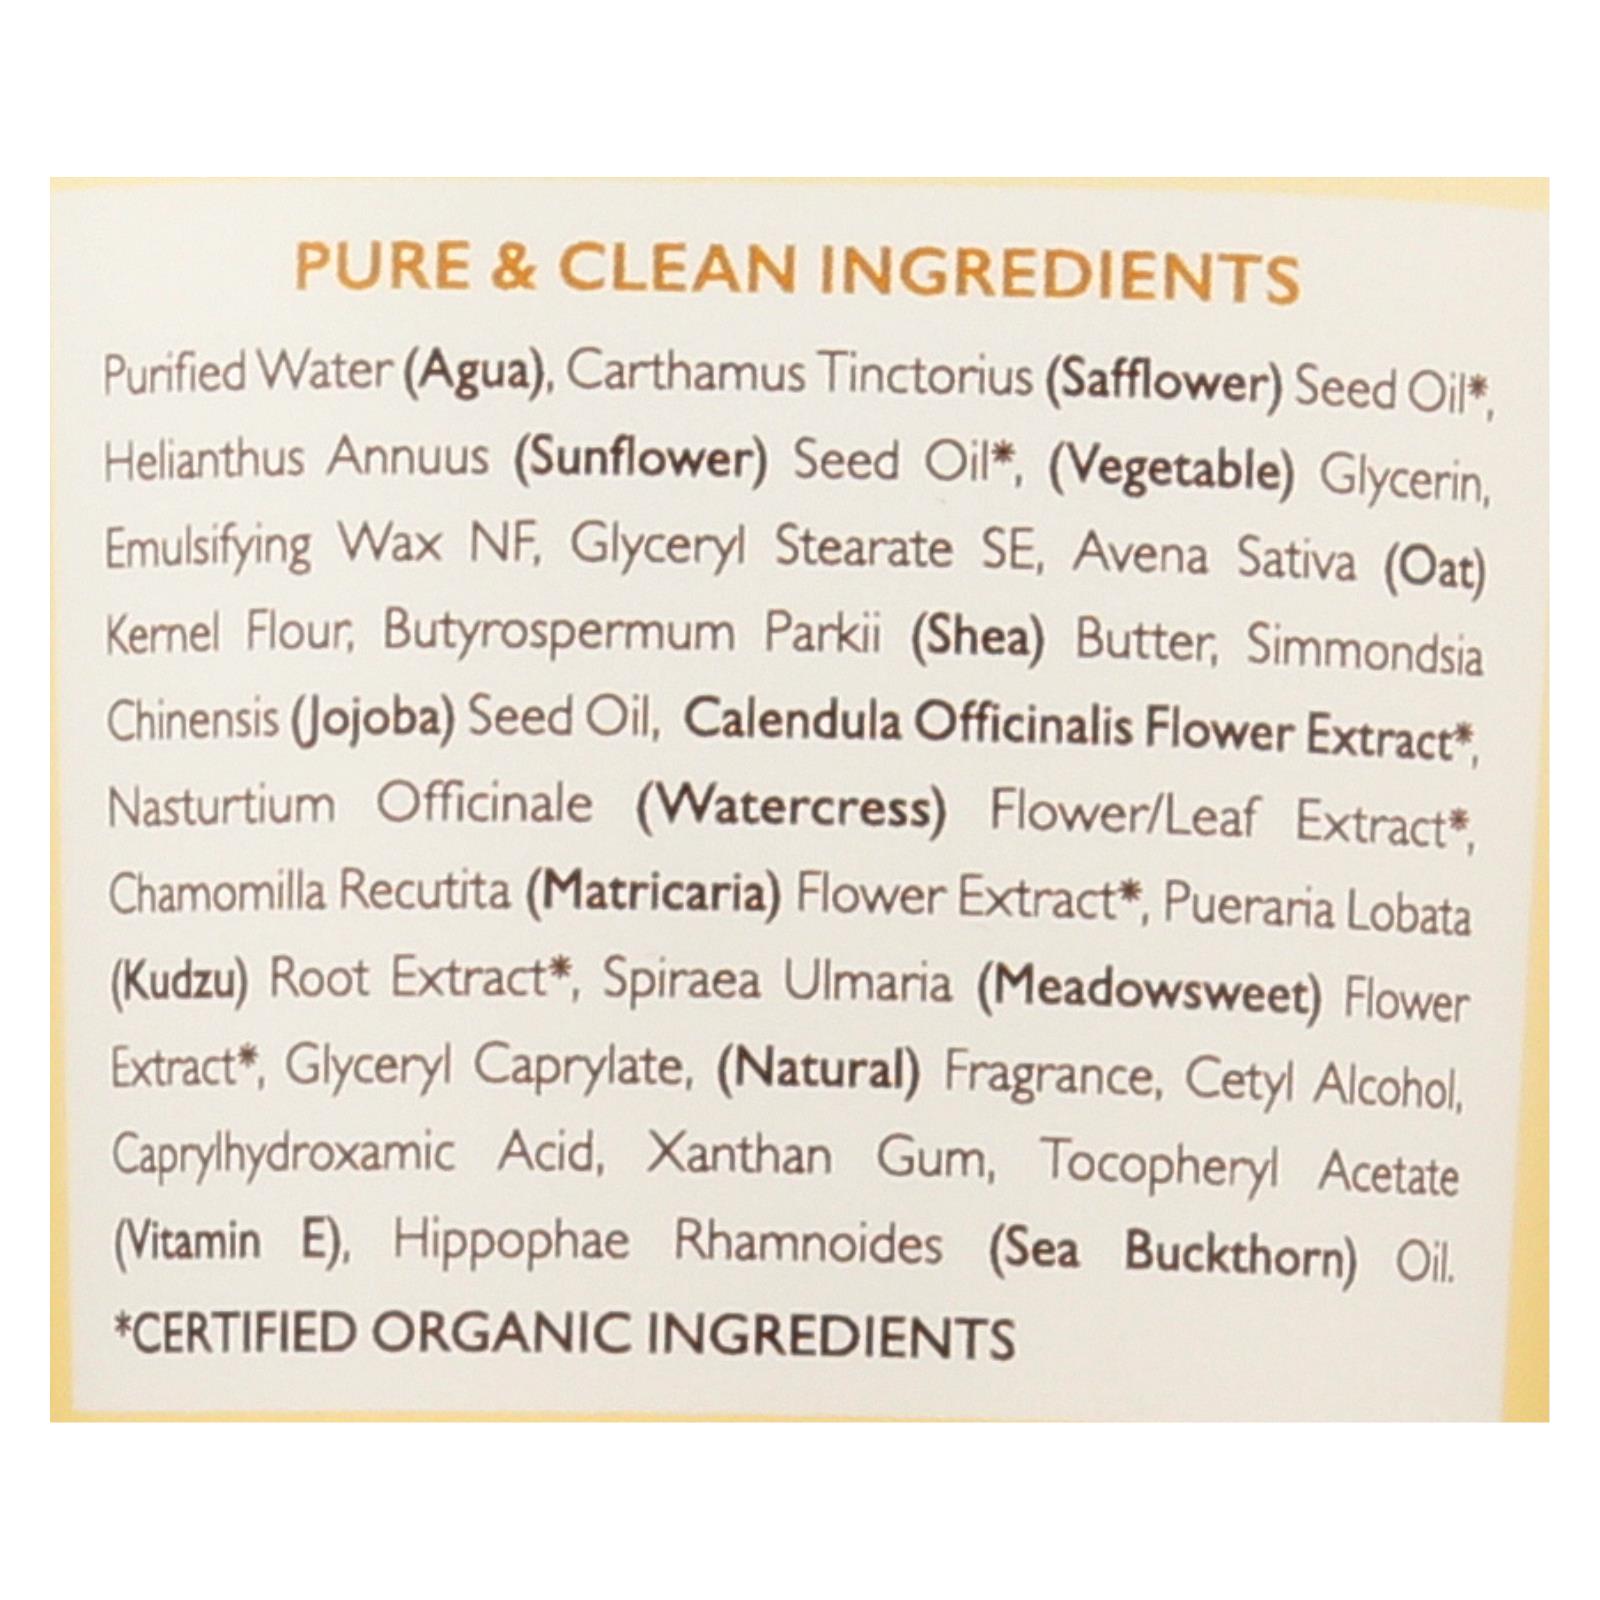 PURE & CLEAN INGREDIENTS
Purified Water (Agua), Carthamus Tinctorius (Safflower) Seed Oil*,
Helianthus Annuus (Sunflower) Seed Oil*, (Vegetable) Glycerin,
Emulsifying Wax NF, Glyceryl Stearate SE, Avena Sativa (Oat)
Kernel Flour, Butyrospermum Parkii (Shea) Butter, Simmondsia
Chinensis (Jojoba) Seed Oil, Calendula Officinalis Flower Extract*,
Nasturtium Officinale (Watercress) Flower/Leaf Extract*,
Chamomilla Recutita (Matricaria) Flower Extract*, Pueraria Lobata
(Kudzu) Root Extract*, Spiraea Ulmaria (Meadowsweet) Flower
Extract*, Glyceryl Caprylate, (Natural) Fragrance, Cetyl Alcohol,
Caprylhydroxamic Acid, Xanthan Gum, Tocopheryl Acetate
(Vitamin E), Hippophae Rhamnoides (Sea Buckthorn) Oil.
*CERTIFIED ORGANIC INGREDIENTS